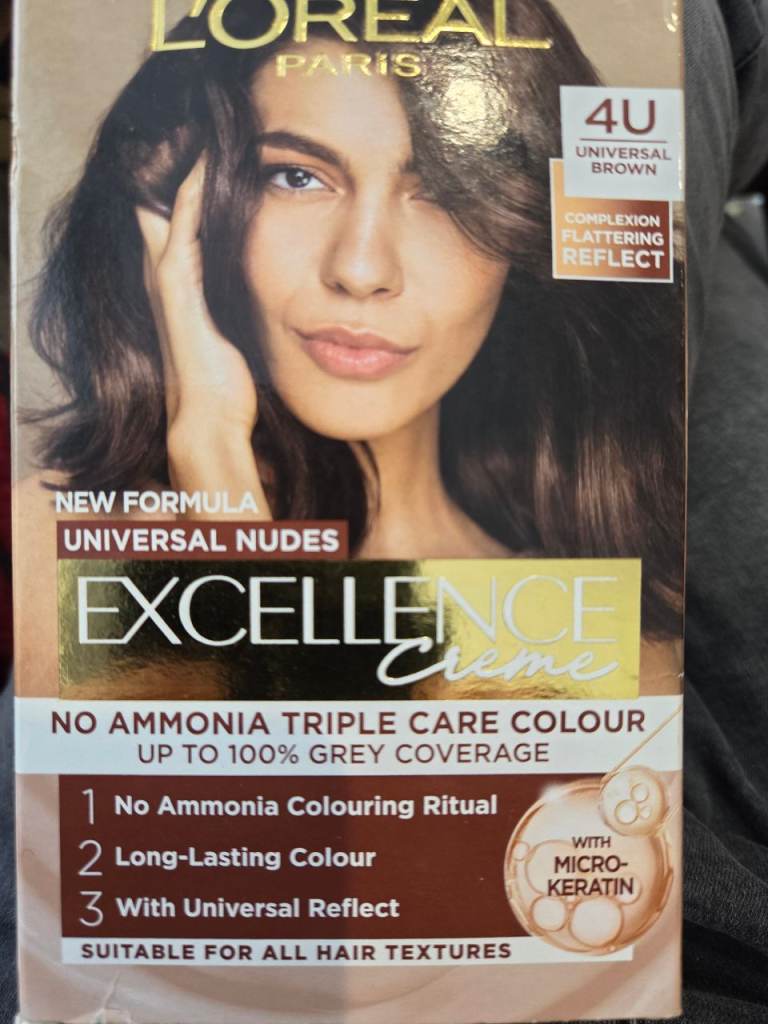 L'ORÉAL
PARIS
4U
UNIVERSAL
BROWN
COMPLEXION
FLATTERING
REFLECT
NEW FORMULA
UNIVERSAL NUDES
EXCELLENCE
Creme
NO AMMONIA TRIPLE CARE COLOUR
UP TO 100% GREY COVERAGE
1 No Ammonia Colouring Ritual
2 Long-Lasting Colour
3 With Universal Reflect
WITH
MICRO-
KERATIN
SUITABLE FOR ALL HAIR TEXTURES